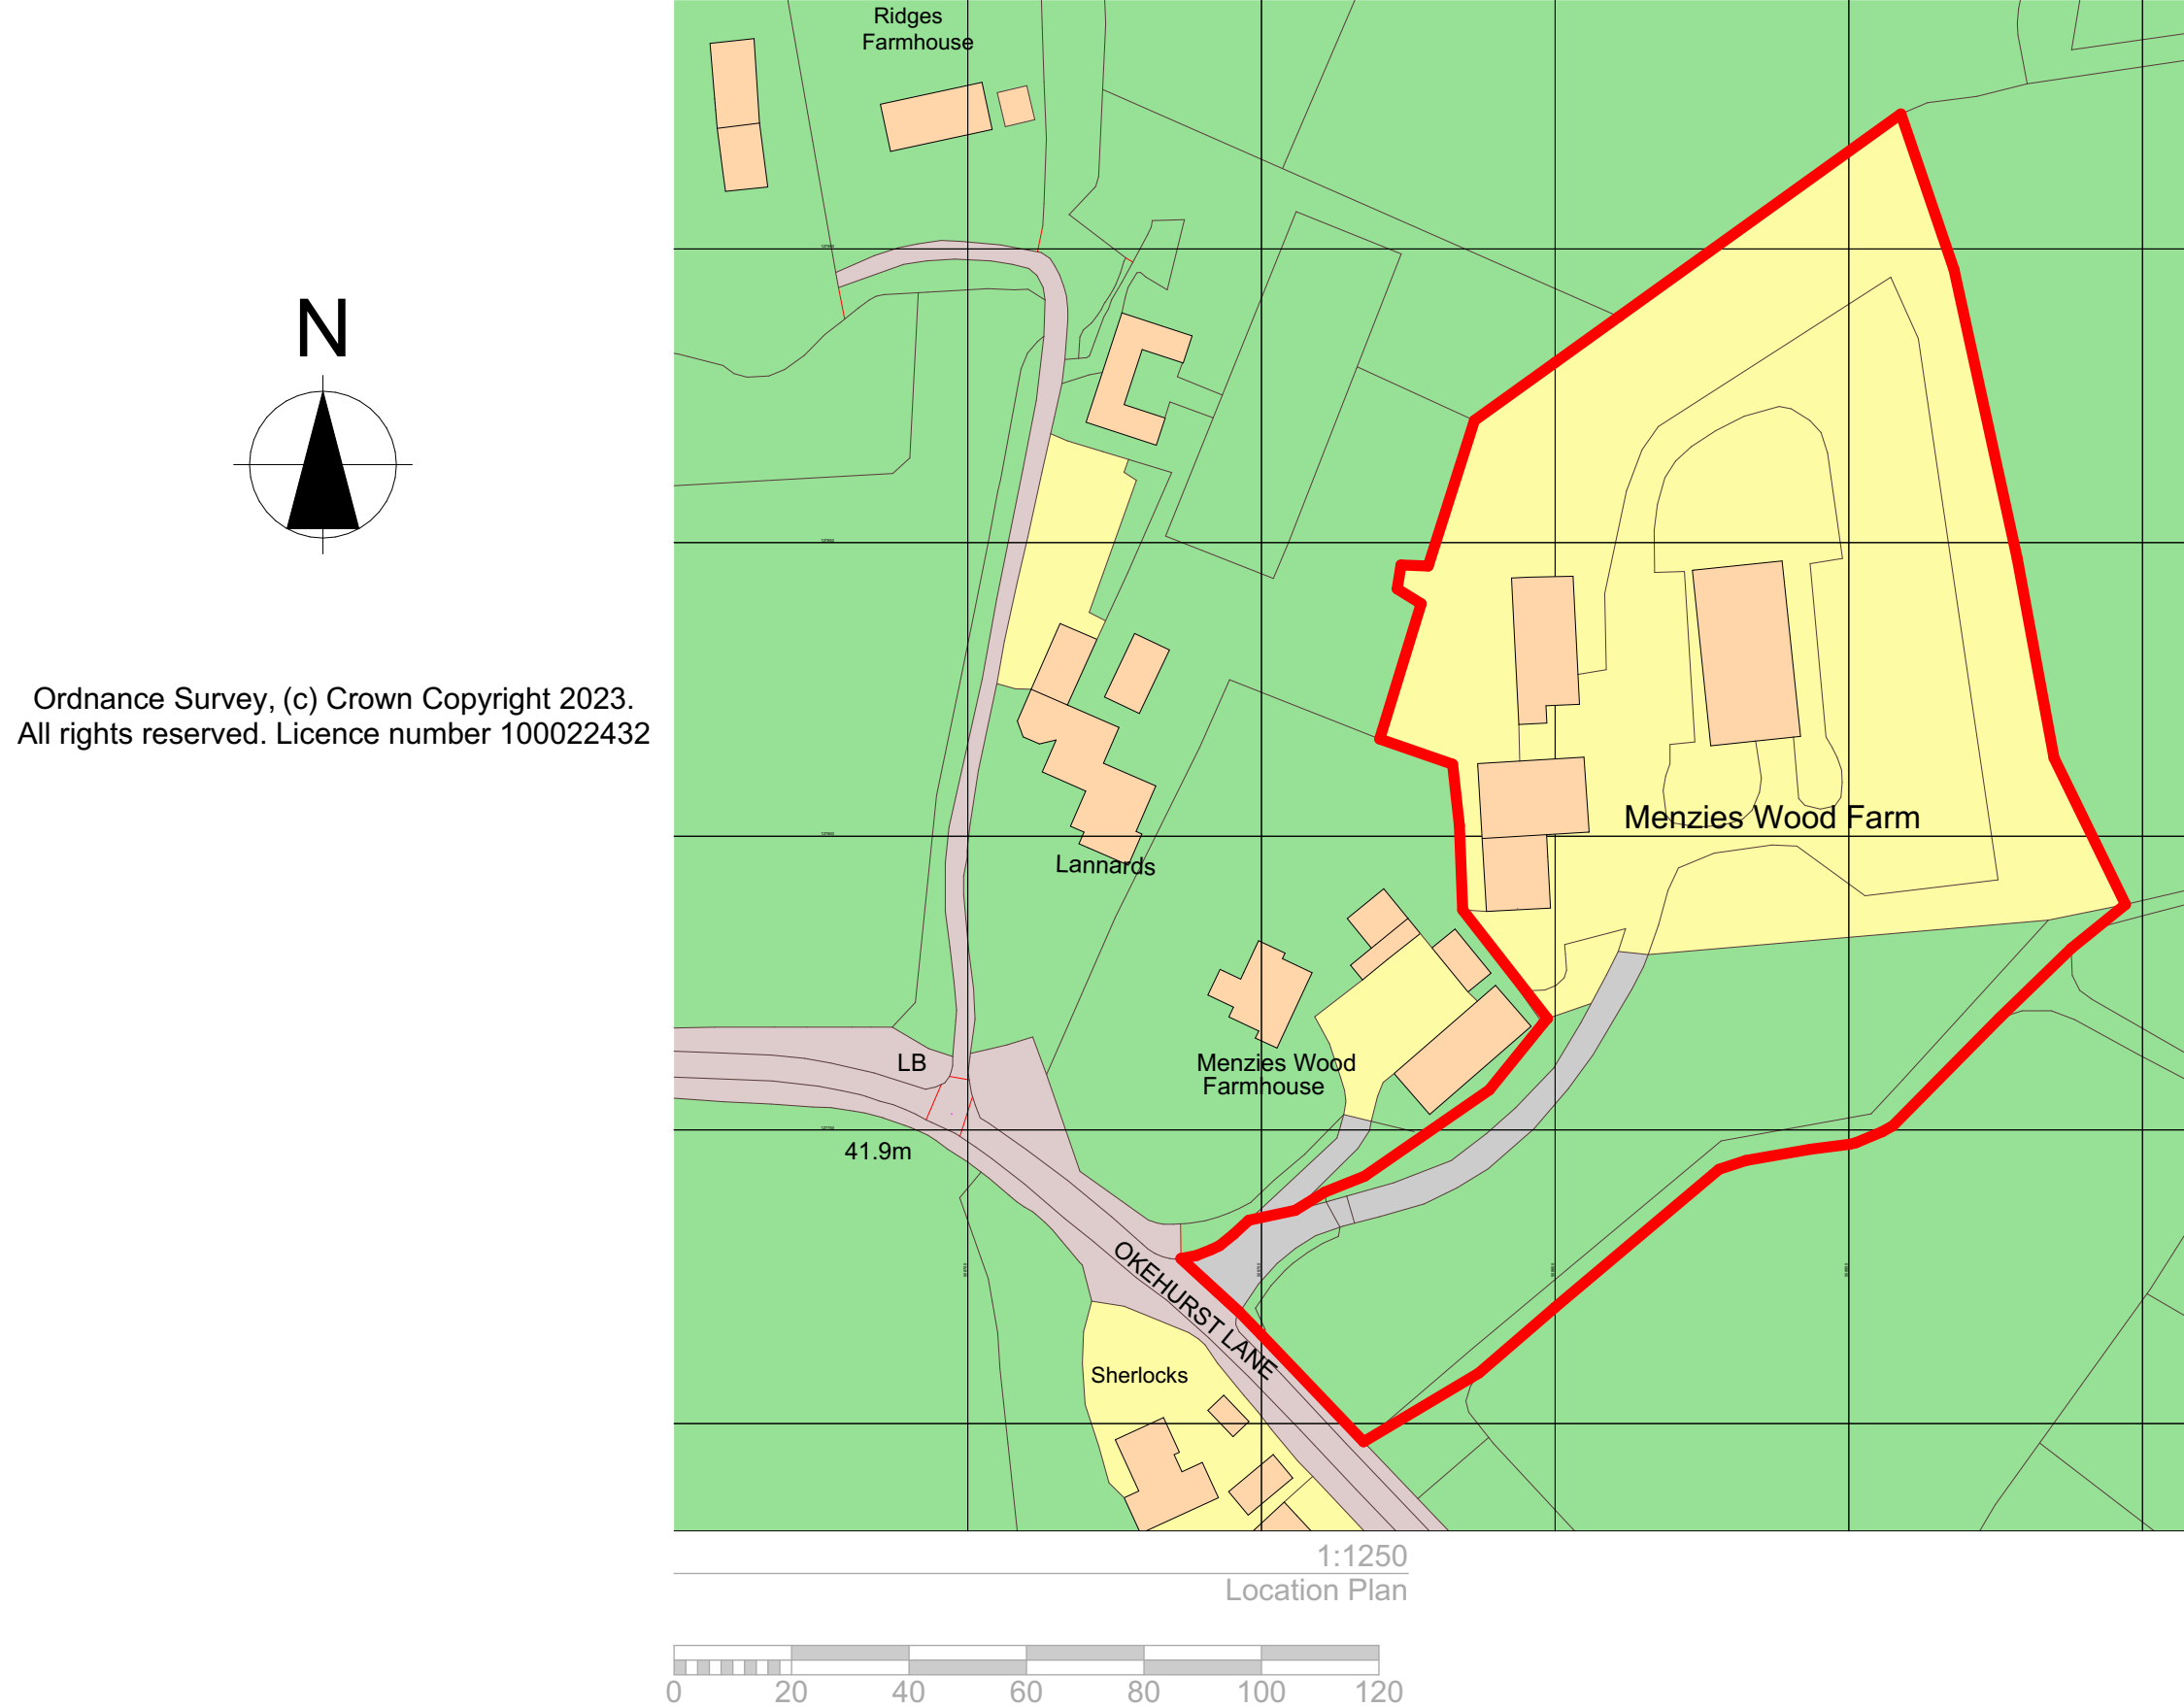 Ridges
Farmhouse
N
Ordnance Survey, (c) Crown Copyright 2023.
All rights reserved. Licence number 100022432
Menzies Wood Farm
Lannards
LB
Menzies Wood
Farmhouse
41.9m
OKEHURST LANE
Sherlocks
1:1250
Location Plan
0 20 40 60 80 100 120